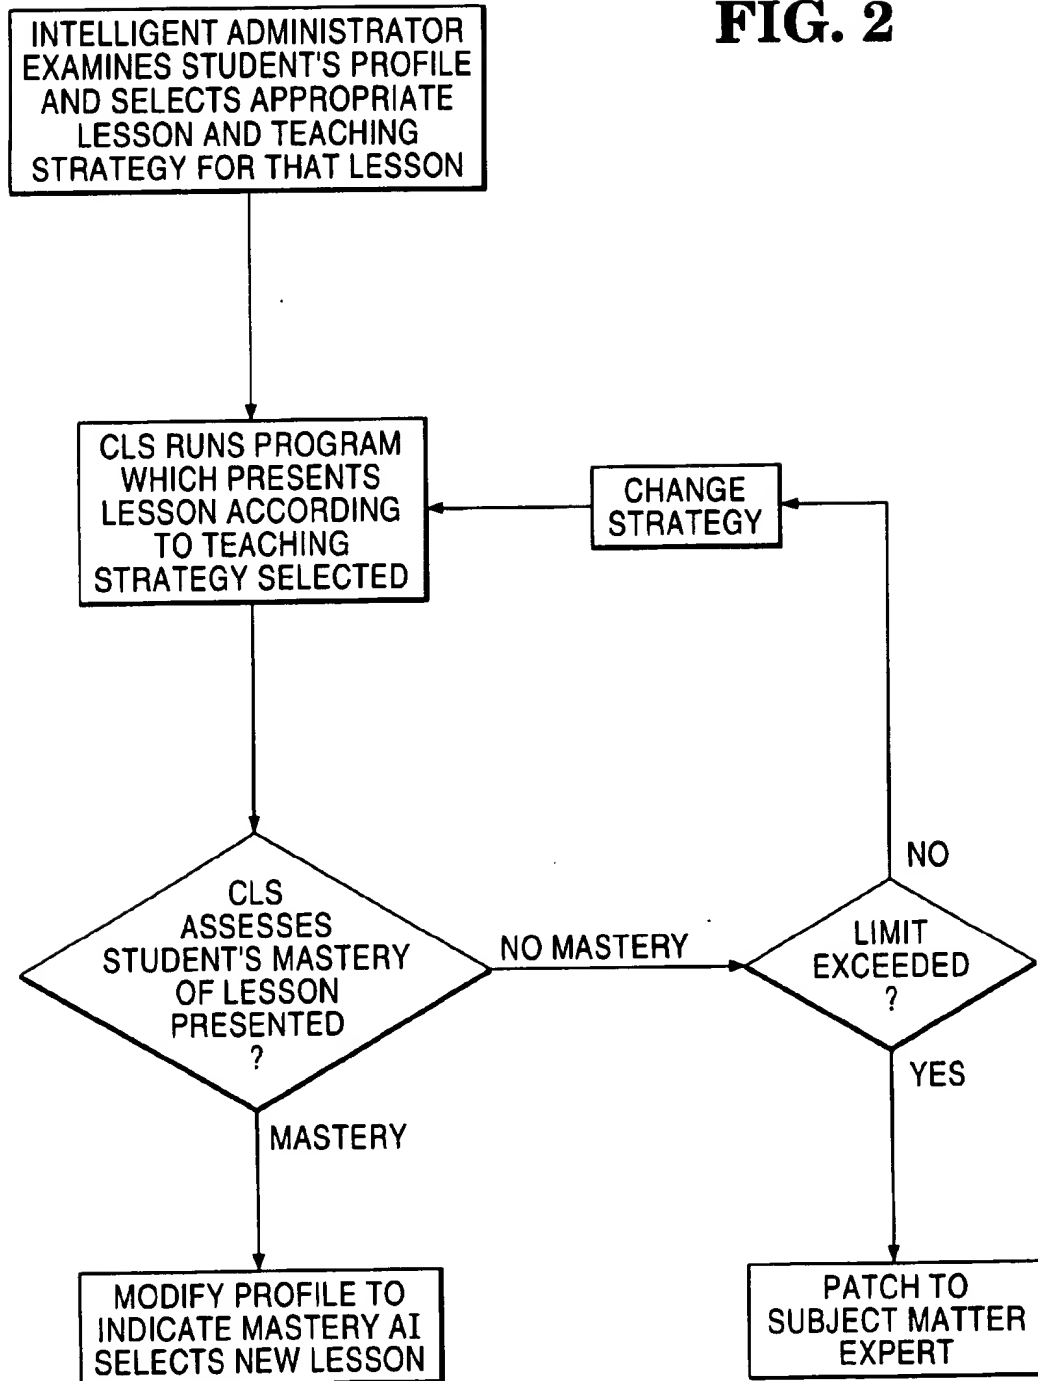 FIG. 2
INTELLIGENT ADMINISTRATOR
EXAMINES STUDENT'S PROFILE
AND SELECTS APPROPRIATE
LESSON AND TEACHING
STRATEGY FOR THAT LESSON
CLS RUNS PROGRAM
WHICH PRESENTS
LESSON ACCORDING
TO TEACHING
STRATEGY SELECTED
CHANGE
STRATEGY
CLS
ASSESSES
STUDENT'S MASTERY
OF LESSON
PRESENTED
?
NO MASTERY
LIMIT
EXCEEDED
?
NO
YES
MASTERY
MODIFY PROFILE TO
INDICATE MASTERY AI
SELECTS NEW LESSON
PATCH TO
SUBJECT MATTER
EXPERT